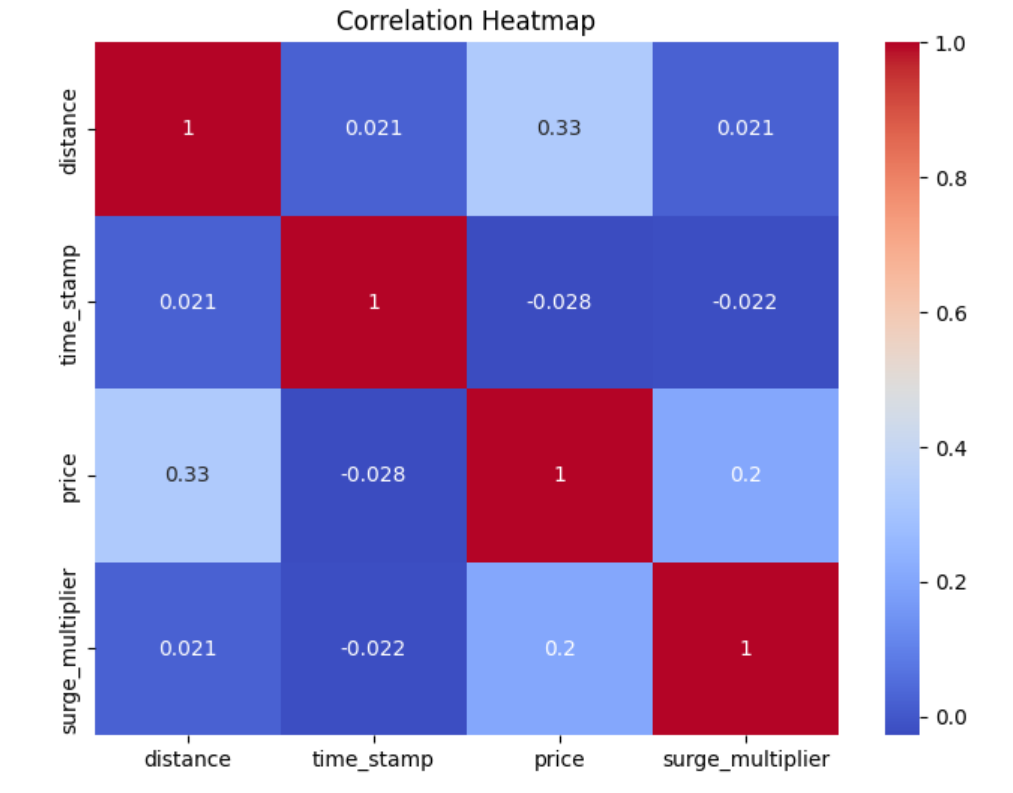 Correlation Heatmap
distance 1 0.021 0.33 0.021
time_stamp 0.021 1 -0.028 -0.022
price 0.33 -0.028 1 0.2
surge_multiplier 0.021 -0.022 0.2 1
distance time_stamp price surge_multiplier
1.0
0.8
0.6
0.4
0.2
0.0